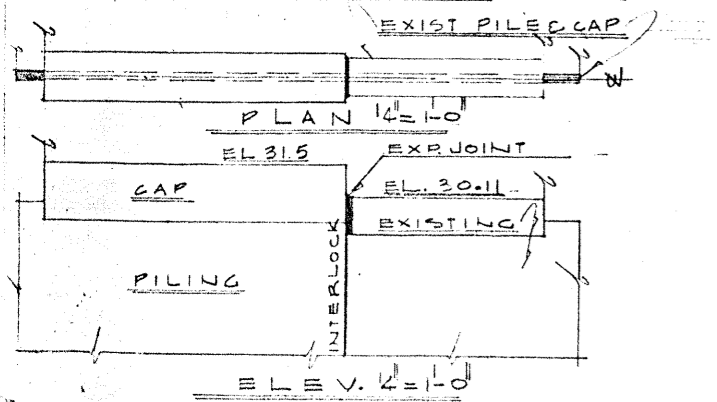 EXIST PILE & CAP
PLAN 1/4"=1'-0"
EL 31.5
EXP. JOINT
CAP
EL. 30.11
EXISTING
PILING
INTERLOCK
ELEV. 1/4"=1'-0"